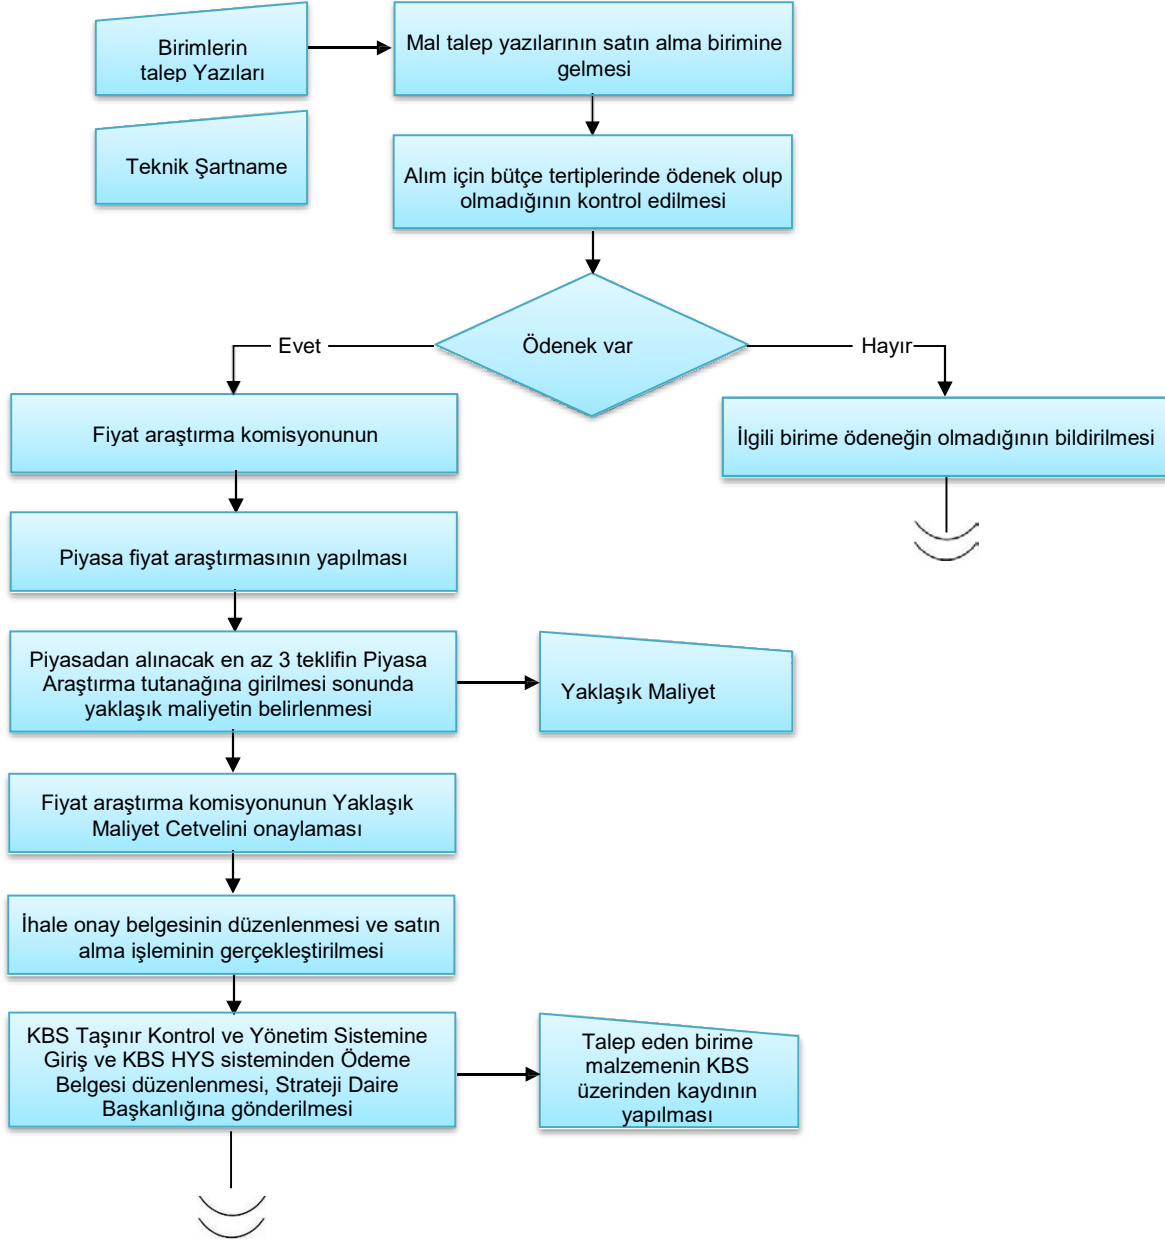 Birimlerin
talep Yazıları
Mal talep yazılarının satın alma birimine
gelmesi
Teknik Şartname
Alım için bütçe tertiplerinde ödenek olup
olmadığının kontrol edilmesi
Ödenek var
Evet
Hayır
Fiyat araştırma komisyonunun
İlgili birime ödeneğin olmadığının bildirilmesi
Piyasa fiyat araştırmasının yapılması
Piyasadan alınacak en az 3 teklifin Piyasa
Araştırma tutanağına girilmesi sonunda
yaklaşık maliyetin belirlenmesi
Yaklaşık Maliyet
Fiyat araştırma komisyonunun Yaklaşık
Maliyet Cetvelini onaylaması
İhale onay belgesinin düzenlenmesi ve satın
alma işleminin gerçekleştirilmesi
KBS Taşınır Kontrol ve Yönetim Sistemine
Giriş ve KBS HYS sisteminden Ödeme
Belgesi düzenlenmesi, Strateji Daire
Başkanlığına gönderilmesi
Talep eden birime
malzemenin KBS
üzerinden kaydının
yapılması